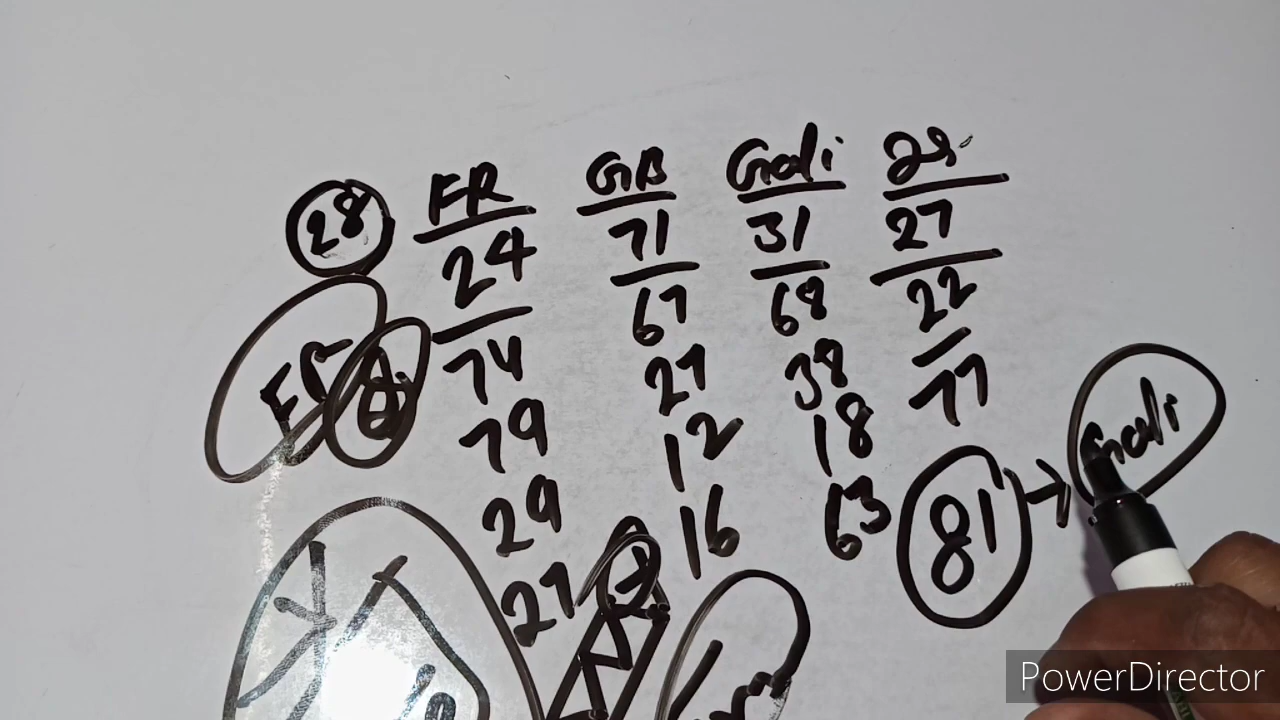 28 FR GB Gali
24 71 31 27
74 67 68 22
79 27 38 77
29 12 18
27 16 63 81 → Gali
PowerDirector